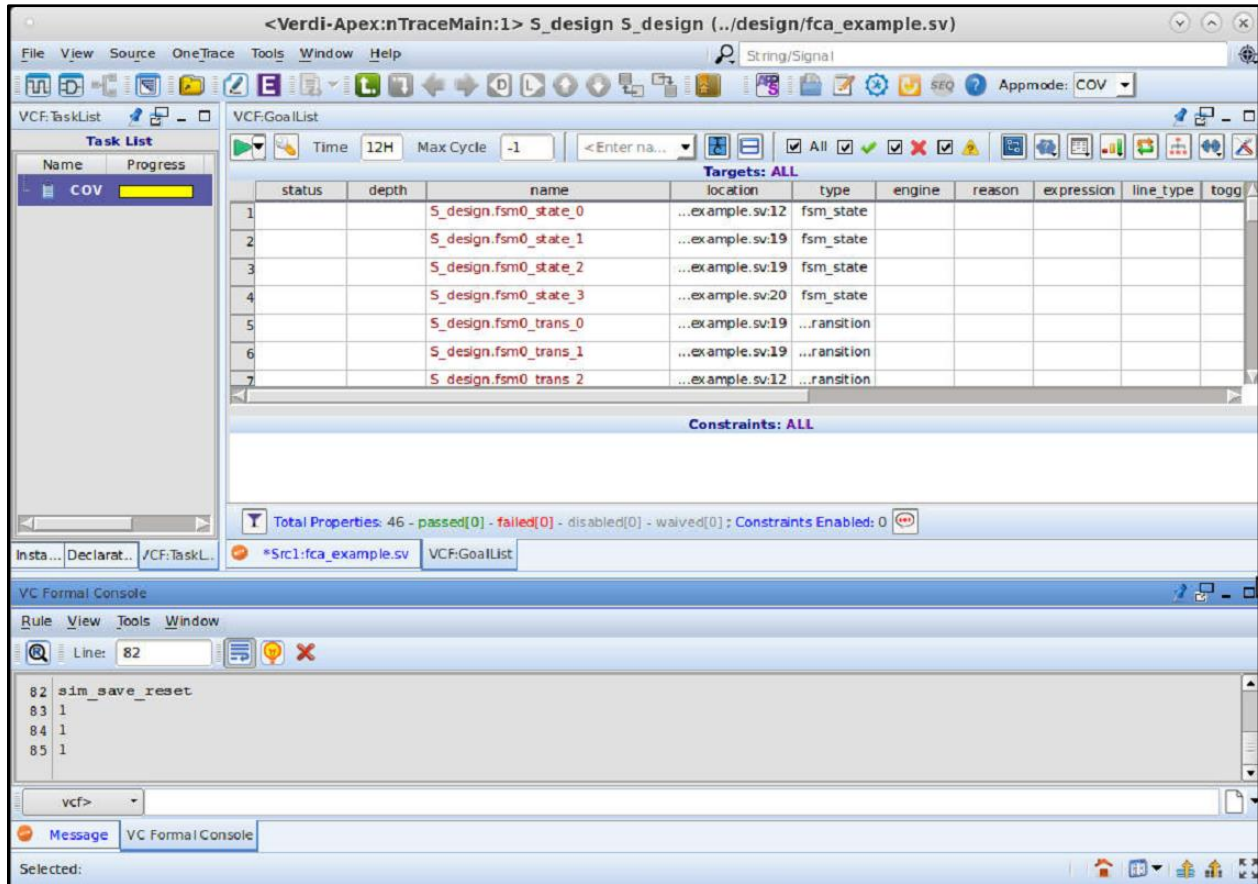 <Verdi-Apex:nTraceMain:1> S_design S_design (../design/fca_example.sv)
File View Source OneTrace Tools Window Help String/Signal
E D L APPS SEQ ? Appmode: COV
VCF:TaskList VCF:GoalList
Task List Time 12H Max Cycle -1 <Enter na... All
Name Progress Targets: ALL
status depth name location type engine reason expression line_type togg
COV
1 S_design.fsm0_state_0 ...example.sv:12 fsm_state
2 S_design.fsm0_state_1 ...example.sv:19 fsm_state
3 S_design.fsm0_state_2 ...example.sv:19 fsm_state
4 S_design.fsm0_state_3 ...example.sv:20 fsm_state
5 S_design.fsm0_trans_0 ...example.sv:19 ...ransition
6 S_design.fsm0_trans_1 ...example.sv:19 ...ransition
7 S_design.fsm0_trans_2 ...example.sv:12 ...ransition
Constraints: ALL
Total Properties: 46 - passed[0] - failed[0] - disabled[0] - waived[0] ; Constraints Enabled: 0
Insta... Declarat.. VCF:TaskL.. *Src1:fca_example.sv VCF:GoalList
VC Formal Console
Rule View Tools Window
Line: 82
82 sim_save_reset
83 1
84 1
85 1
vcf>
Message VC Formal Console
Selected: